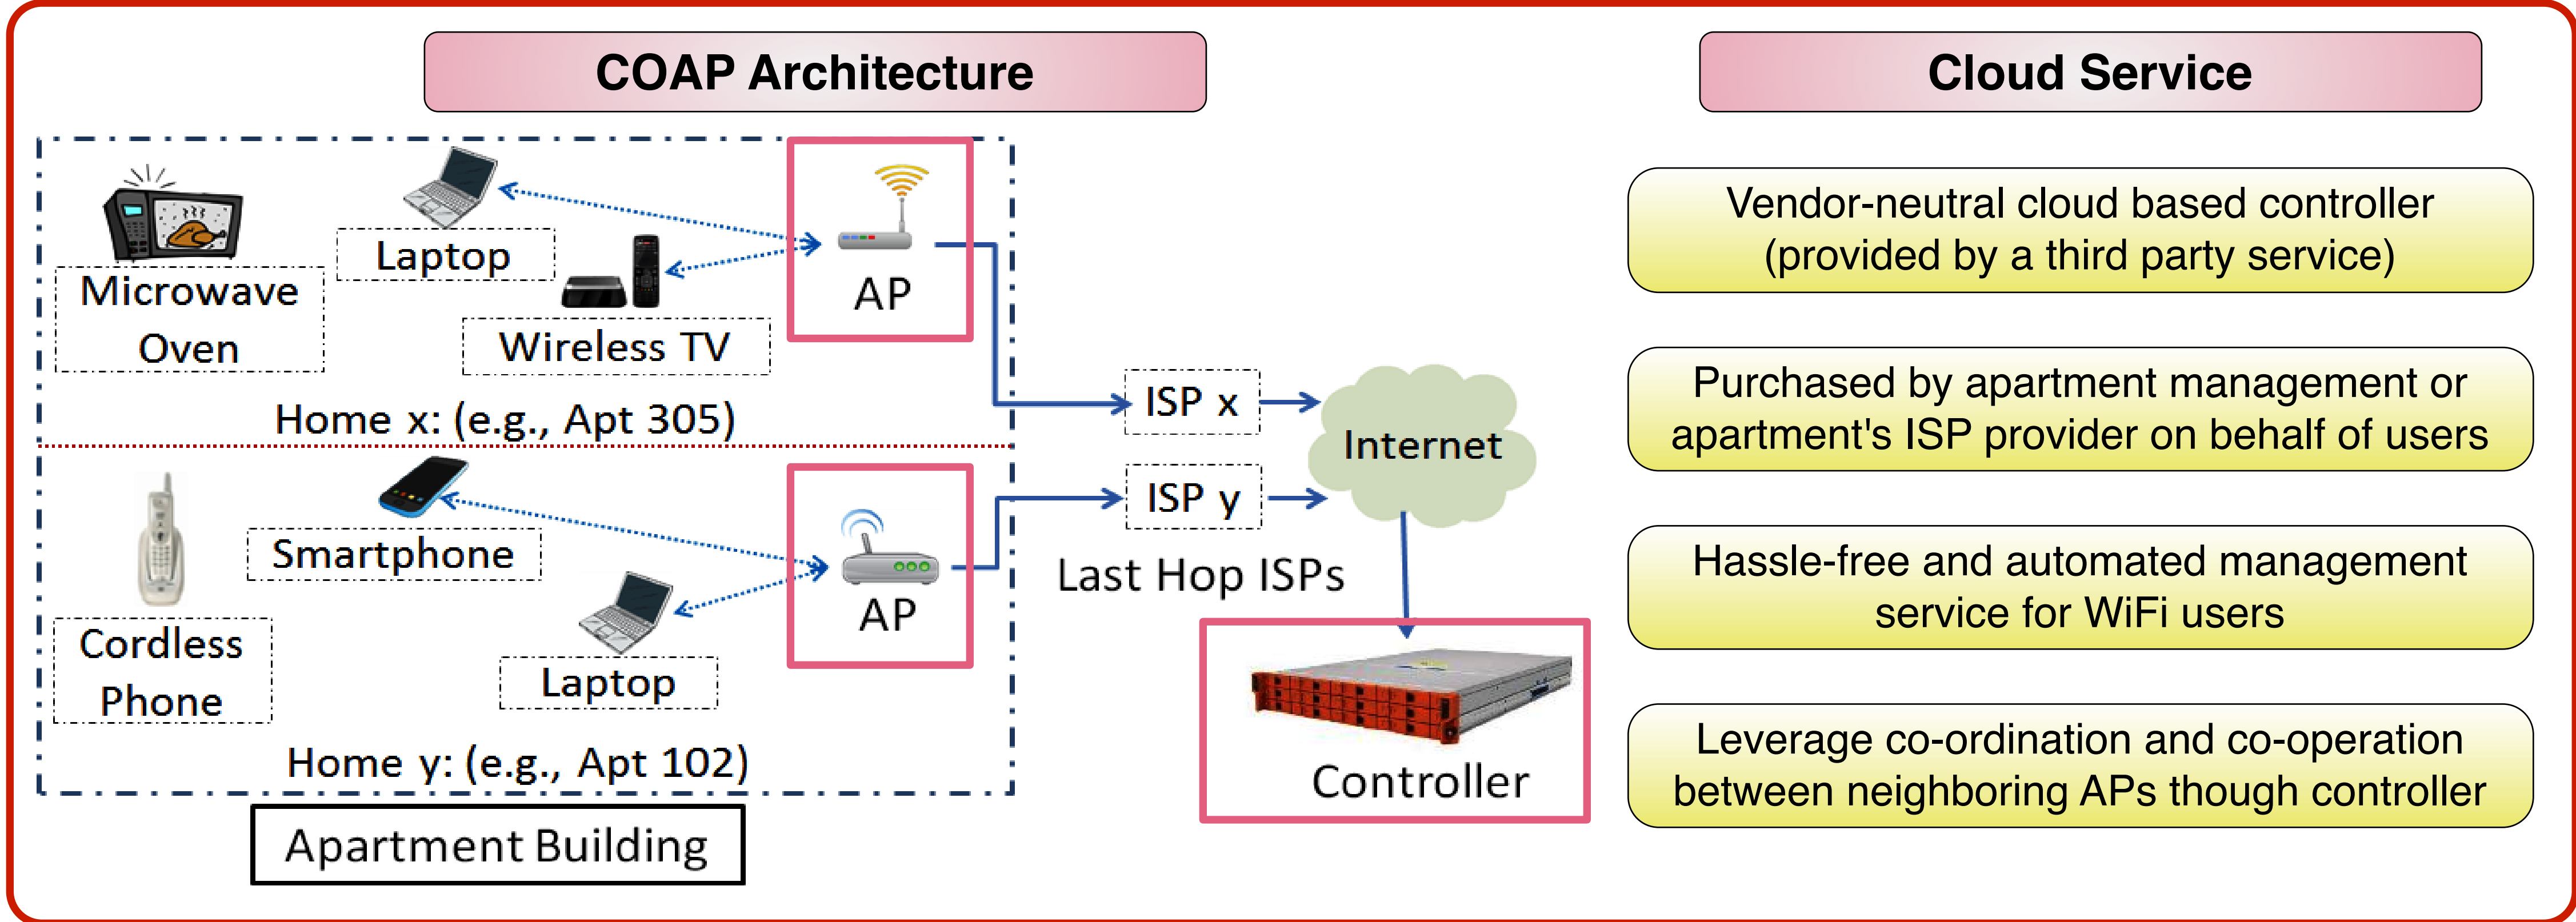 COAP Architecture
Microwave
Oven
Laptop
Wireless TV
AP
Home x: (e.g., Apt 305)
Cordless
Phone
Smartphone
Laptop
AP
Home y: (e.g., Apt 102)
Apartment Building
ISP x
ISP y
Last Hop ISPs
Internet
Controller
Cloud Service
Vendor-neutral cloud based controller
(provided by a third party service)
Purchased by apartment management or
apartment's ISP provider on behalf of users
Hassle-free and automated management
service for WiFi users
Leverage co-ordination and co-operation
between neighboring APs though controller